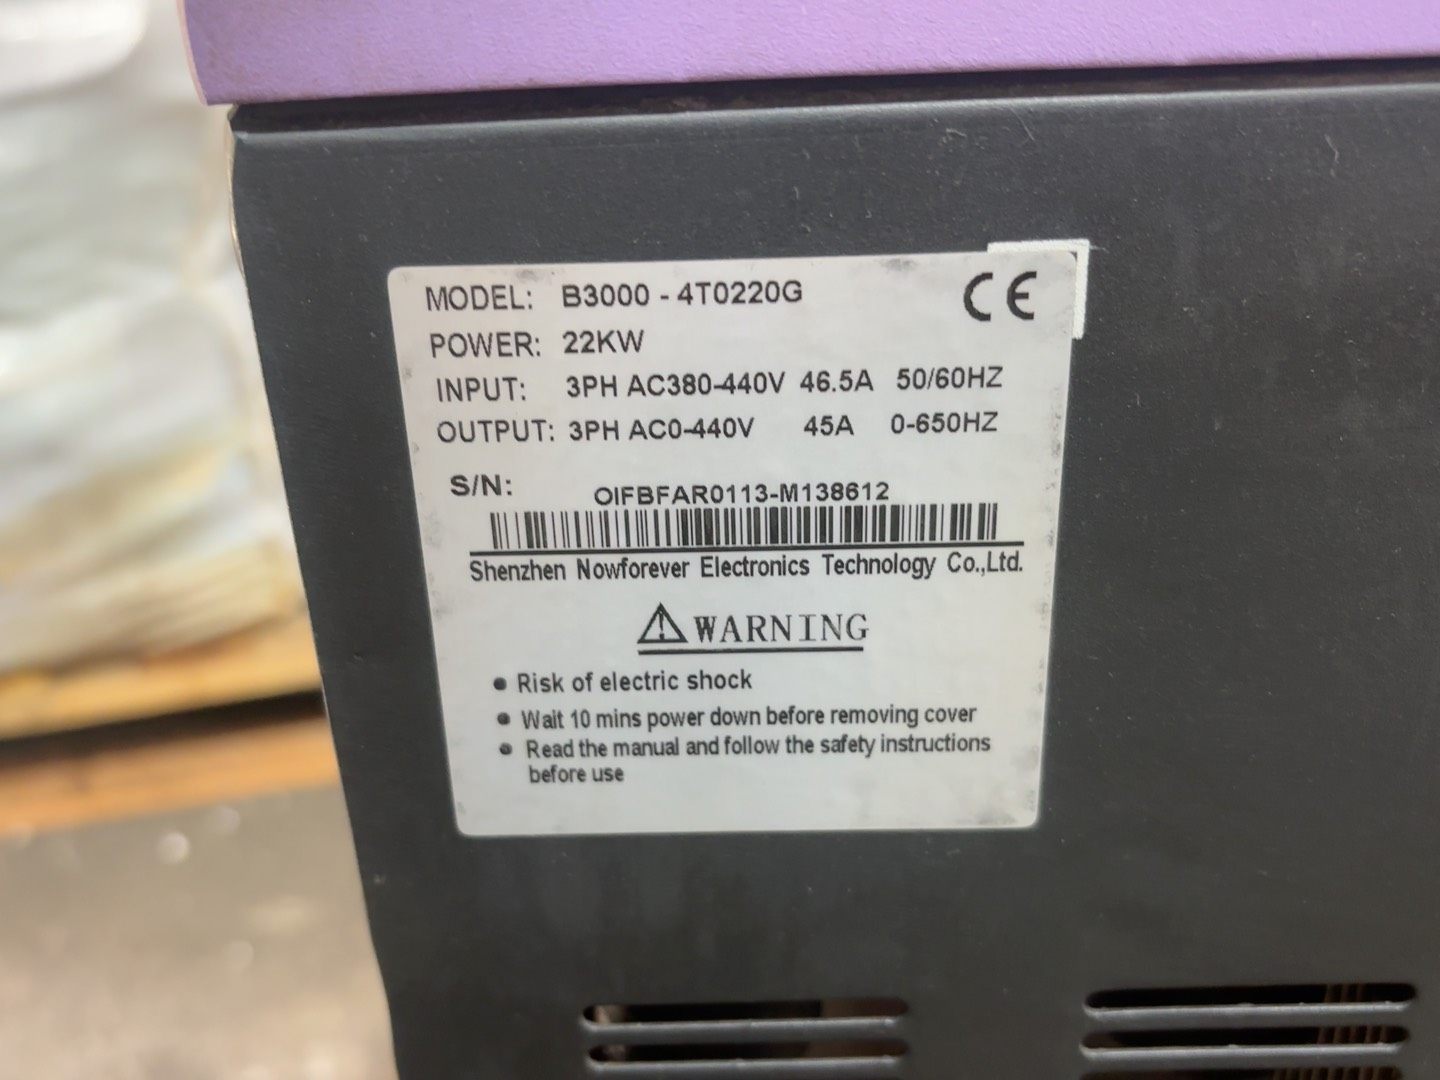 MODEL: B3000 - 4T0220G CE
POWER: 22KW
INPUT: 3PH AC380-440V 46.5A 50/60HZ
OUTPUT: 3PH AC0-440V 45A 0-650HZ
S/N: OIFBFAR0113-M138612
Shenzhen Nowforever Electronics Technology Co.,Ltd.
WARNING
● Risk of electric shock
● Wait 10 mins power down before removing cover
● Read the manual and follow the safety instructions
before use